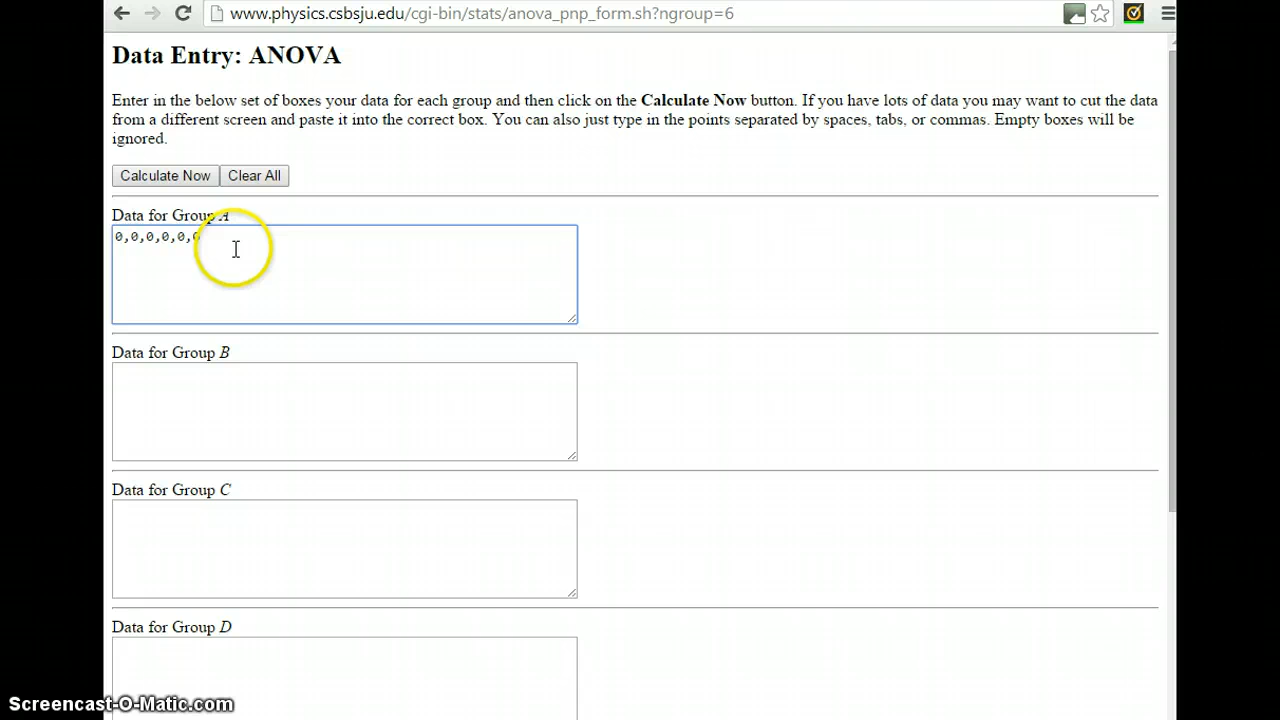 www.physics.csbsju.edu/cgi-bin/stats/anova_pnp_form.sh?ngroup=6
Data Entry: ANOVA
Enter in the below set of boxes your data for each group and then click on the Calculate Now button. If you have lots of data you may want to cut the data
from a different screen and paste it into the correct box. You can also just type in the points separated by spaces, tabs, or commas. Empty boxes will be
ignored.
Calculate Now Clear All
Data for Group A
0,0,0,0,0,0
Data for Group B
Data for Group C
Data for Group D
Screencast-O-Matic.com